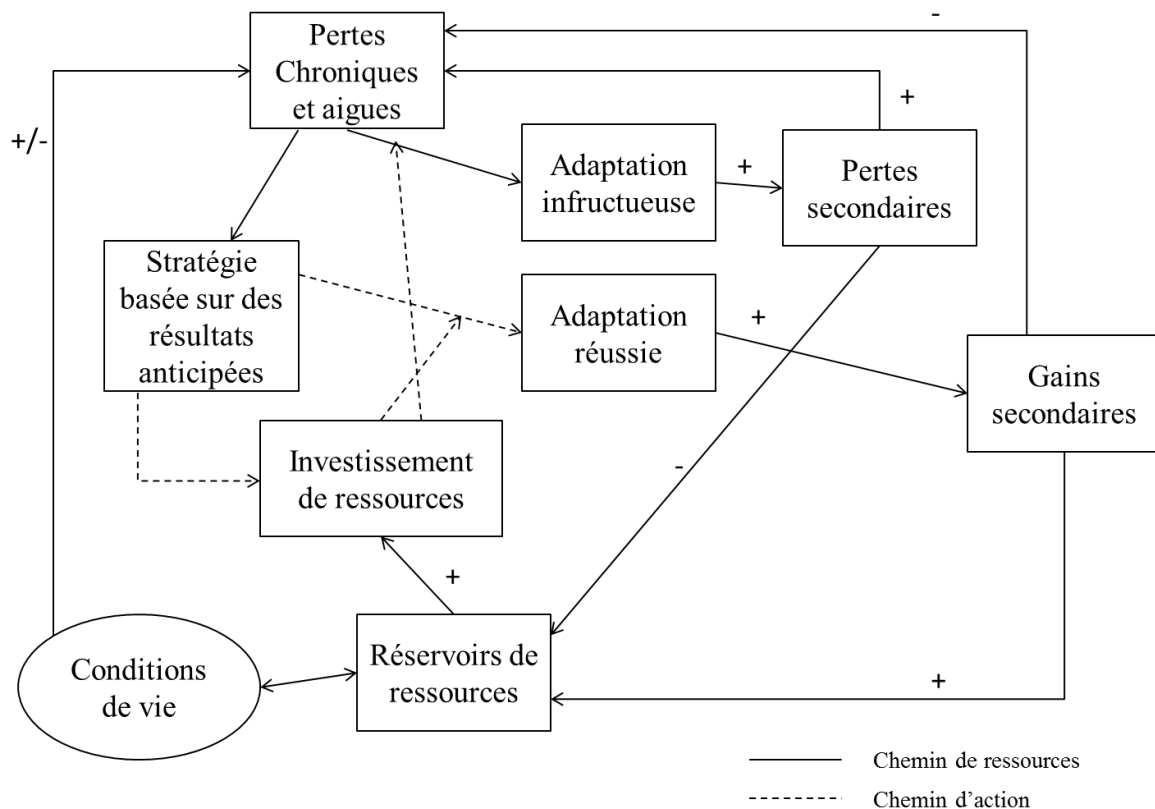 Pertes
Chroniques
et aigues
-
+
+/-
Adaptation
infructueuse
+
Pertes
secondaires
Stratégie
basée sur des
résultats
anticipées
Adaptation
réussie
+
Gains
secondaires
Investissement
de ressources
-
+
Conditions
de vie
Réservoirs de
ressources
+
Chemin de ressources
Chemin d'action